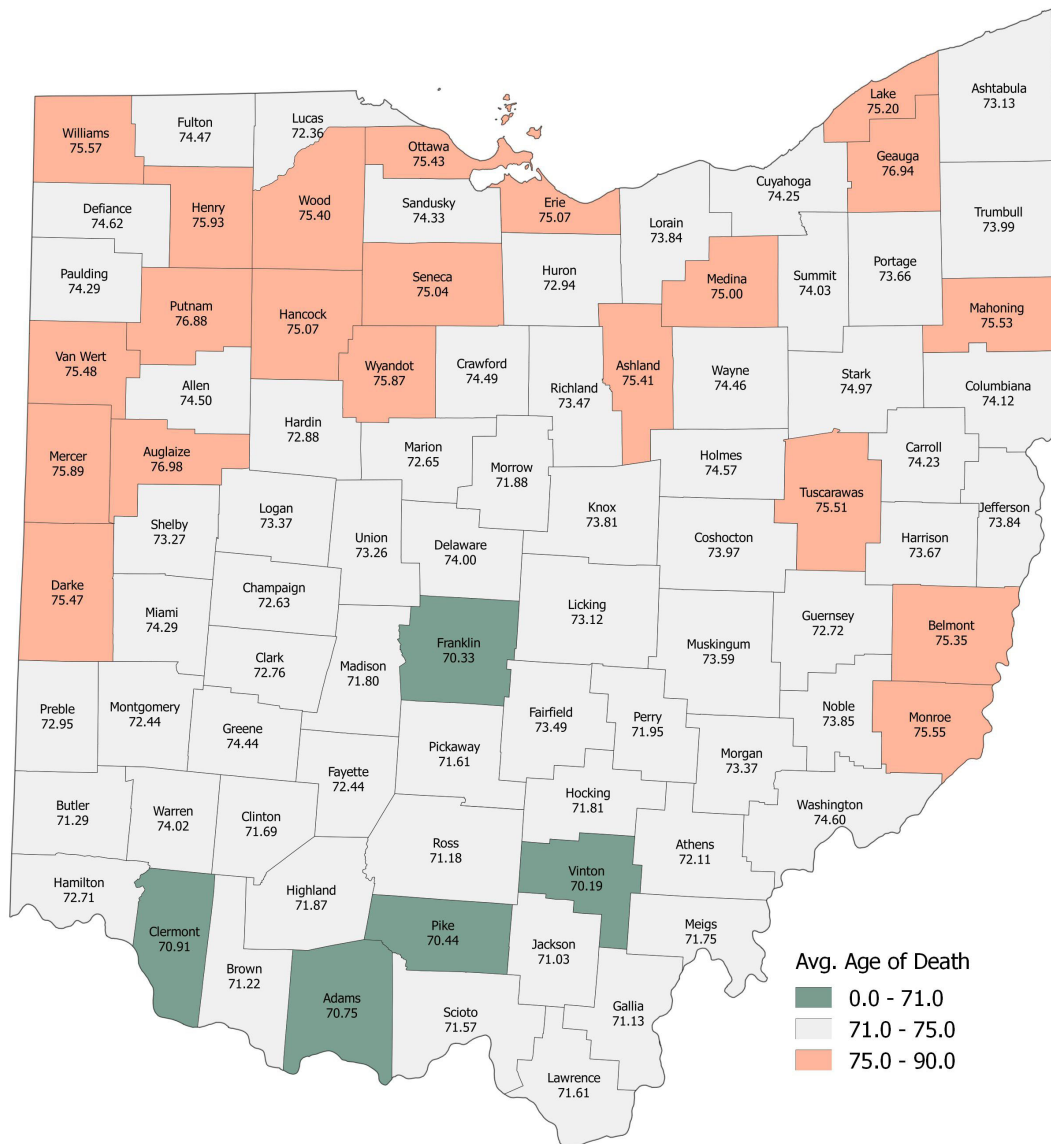 Ashtabula
73.13
Lake
75.20
Fulton
74.47
Lucas
72.36
Williams
75.57
Ottawa
75.43
Geauga
76.94
Cuyahoga
74.25
Wood
75.40
Sandusky
74.33
Erie
75.07
Henry
75.93
Defiance
74.62
Lorain
73.84
Trumbull
73.99
Portage
73.66
Paulding
74.29
Huron
72.94
Seneca
75.04
Medina
75.00
Summit
74.03
Putnam
76.88
Hancock
75.07
Mahoning
75.53
Van Wert
75.48
Wyandot
75.87
Crawford
74.49
Ashland
75.41
Wayne
74.46
Stark
74.97
Allen
74.50
Richland
73.47
Columbiana
74.12
Hardin
72.88
Mercer
75.89
Auglaize
76.98
Marion
72.65
Morrow
71.88
Holmes
74.57
Carroll
74.23
Tuscarawas
75.51
Logan
73.37
Knox
73.81
Jefferson
73.84
Shelby
73.27
Union
73.26
Delaware
74.00
Coshocton
73.97
Harrison
73.67
Darke
75.47
Champaign
72.63
Miami
74.29
Licking
73.12
Guernsey
72.72
Belmont
75.35
Franklin
70.33
Muskingum
73.59
Clark
72.76
Madison
71.80
Preble
72.95
Montgomery
72.44
Greene
74.44
Fairfield
73.49
Perry
71.95
Noble
73.85
Monroe
75.55
Pickaway
71.61
Morgan
73.37
Fayette
72.44
Hocking
71.81
Butler
71.29
Warren
74.02
Clinton
71.69
Washington
74.60
Ross
71.18
Athens
72.11
Vinton
70.19
Hamilton
72.71
Highland
71.87
Clermont
70.91
Pike
70.44
Meigs
71.75
Jackson
71.03
Brown
71.22
Adams
70.75
Scioto
71.57
Gallia
71.13
Lawrence
71.61
Avg. Age of Death
0.0 - 71.0
71.0 - 75.0
75.0 - 90.0